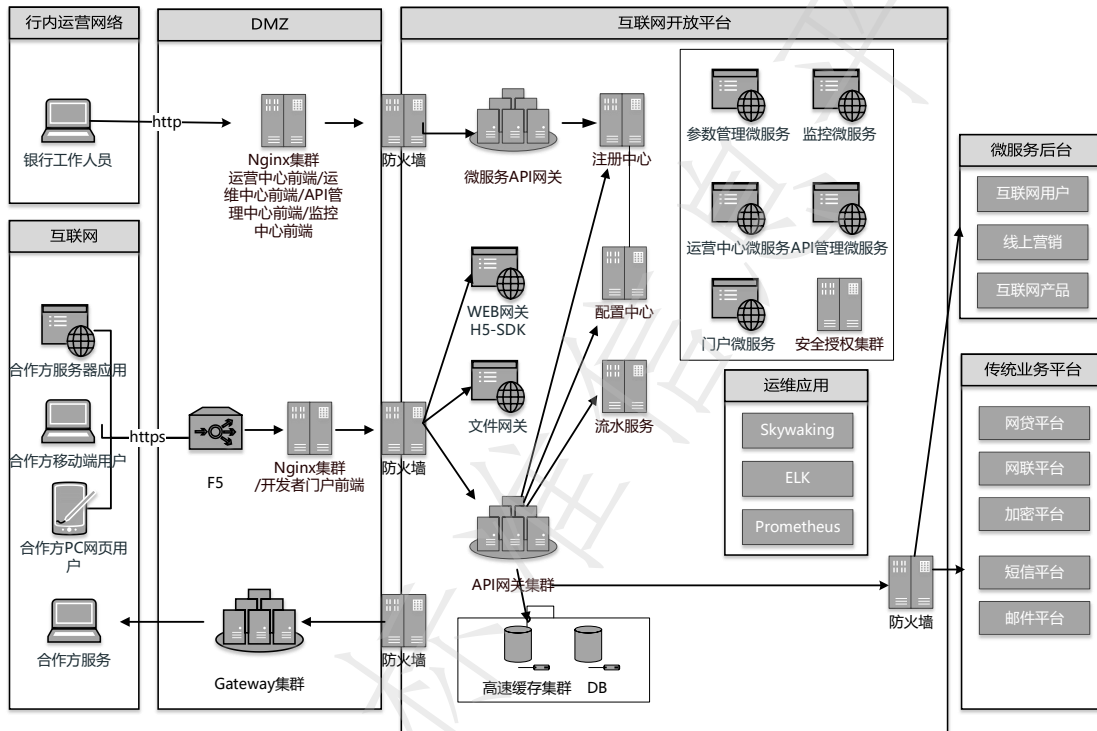 行内运营网络
银行工作人员
互联网
合作方服务器应用
合作方移动端用户
合作方PC网页用
户
合作方服务
DMZ
http
Nginx集群
运营中心前端/运
维中心前端/API管
理中心前端/监控
中心前端
https
F5
Nginx集群
/开发者门户前端
Gateway集群
互联网开放平台
防火墙
微服务API网关
注册中心
WEB网关
H5-SDK
配置中心
文件网关
流水服务
防火墙
API网关集群
防火墙
高速缓存集群
DB
参数管理微服务
监控微服务
运营中心微服务
API管理微服务
门户微服务
安全授权集群
运维应用
Skywaking
ELK
Prometheus
防火墙
微服务后台
互联网用户
线上营销
互联网产品
传统业务平台
网贷平台
网联平台
加密平台
短信平台
邮件平台